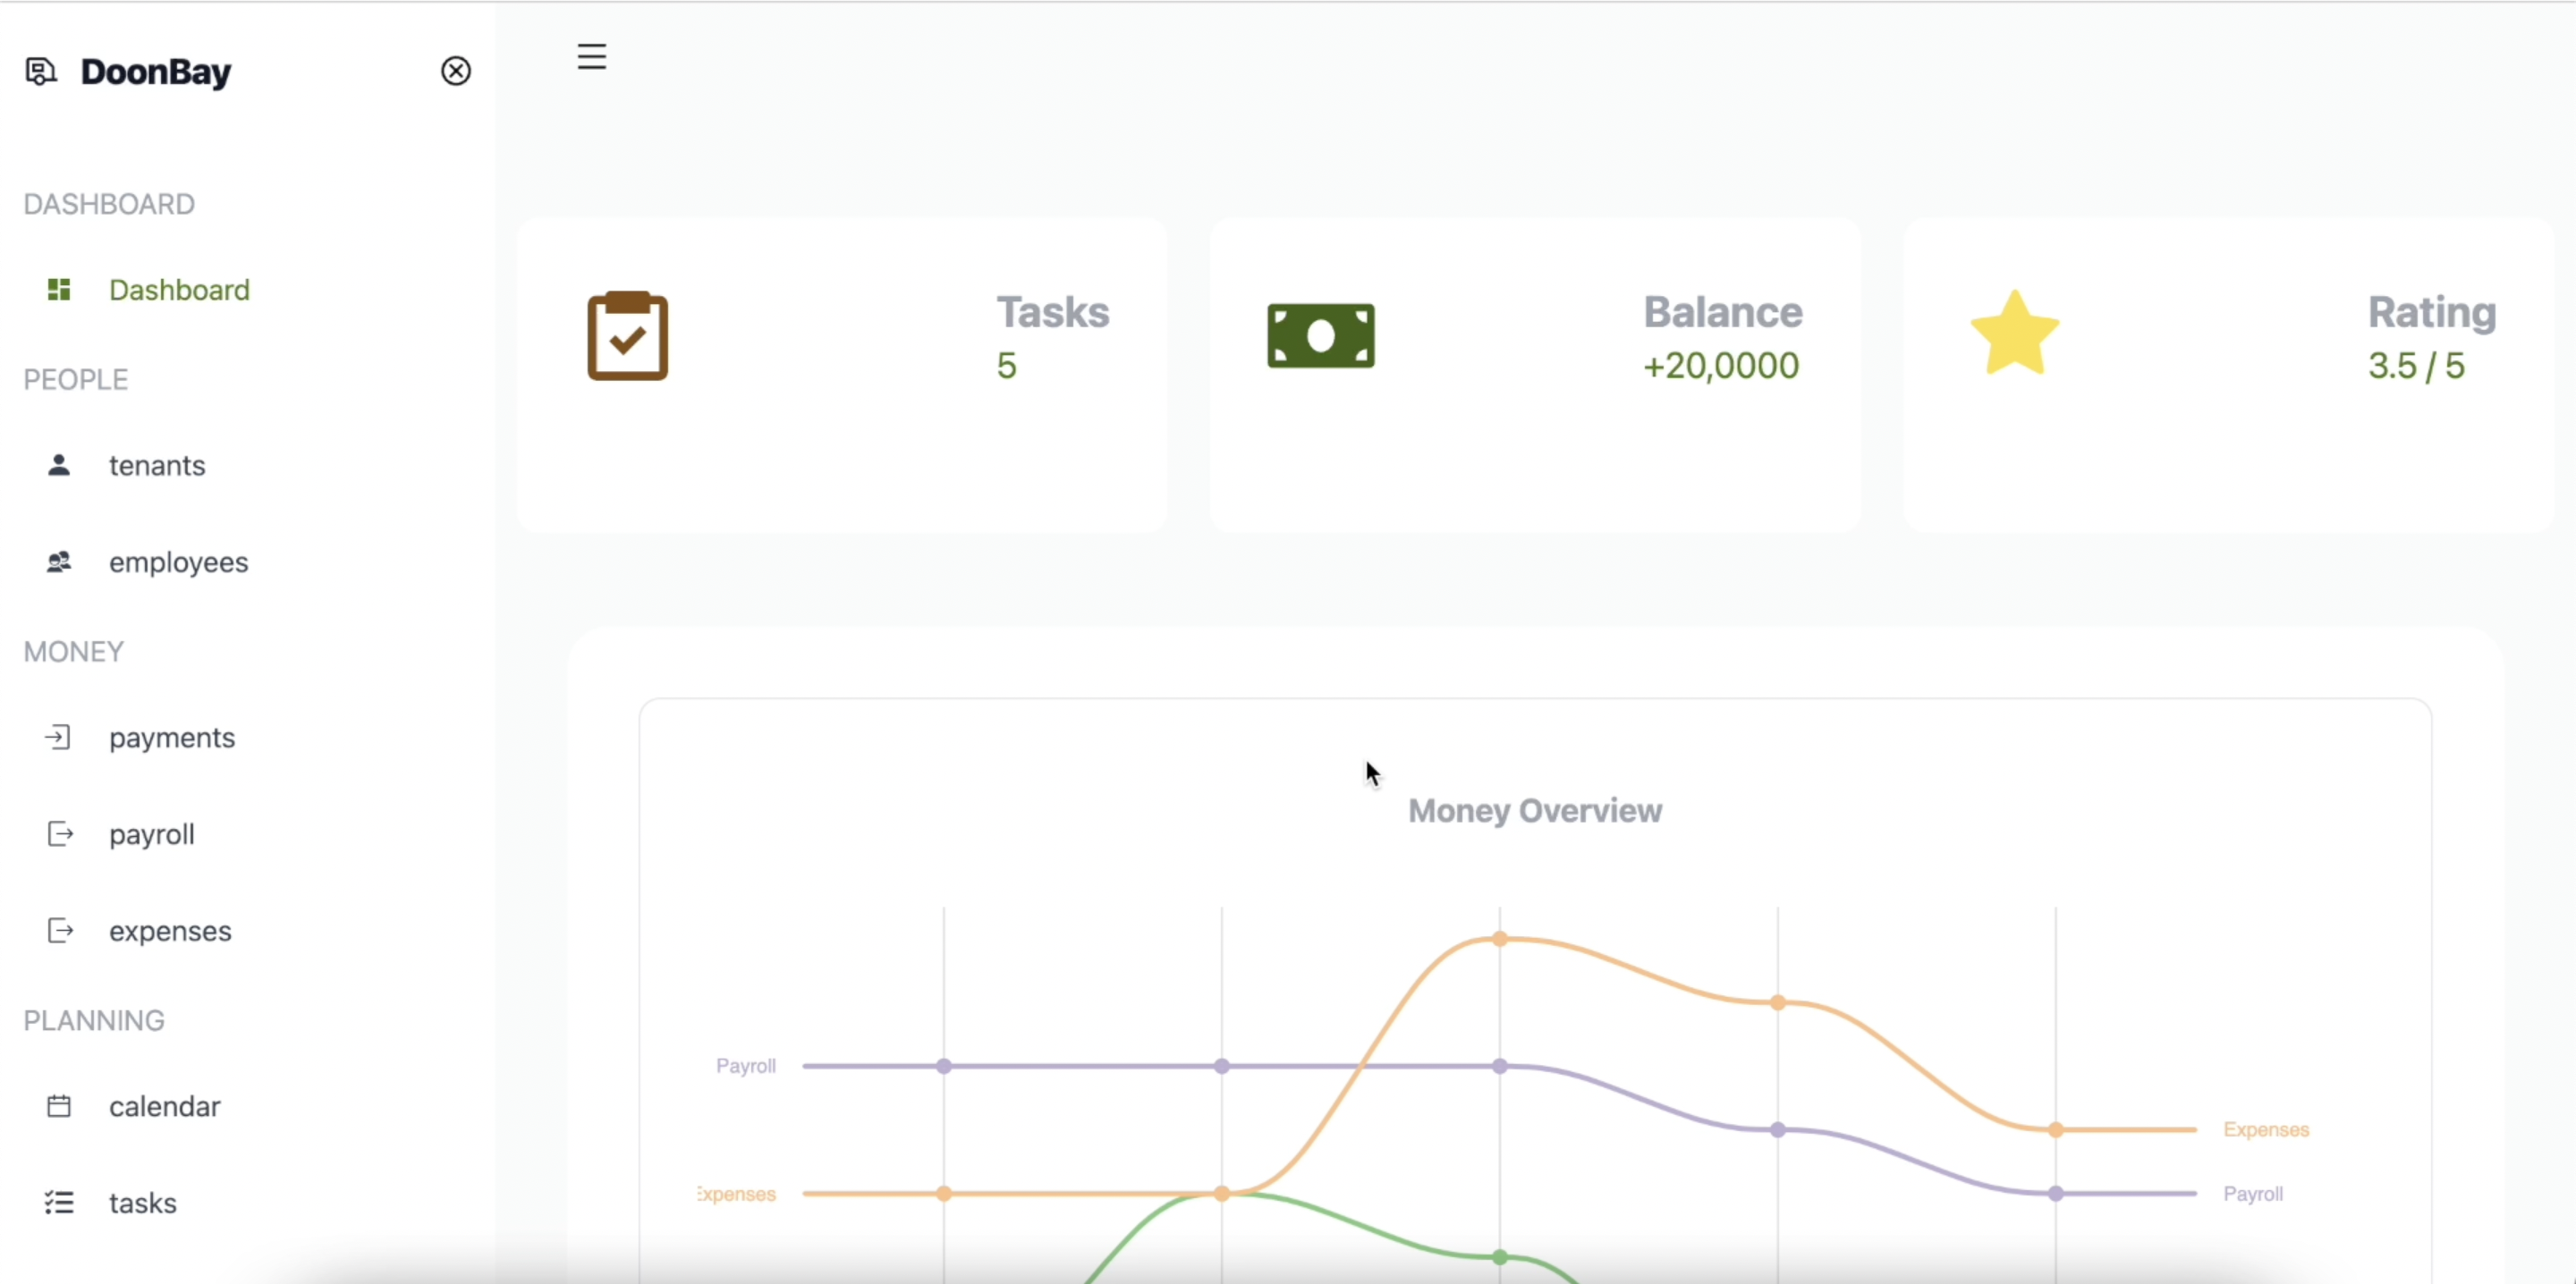 DoonBay
DASHBOARD
Dashboard
PEOPLE
tenants
employees
MONEY
payments
payroll
expenses
PLANNING
calendar
tasks
Tasks
5
Balance
+20,0000
Rating
3.5 / 5
Money Overview
Payroll
Expenses
Expenses
Payroll